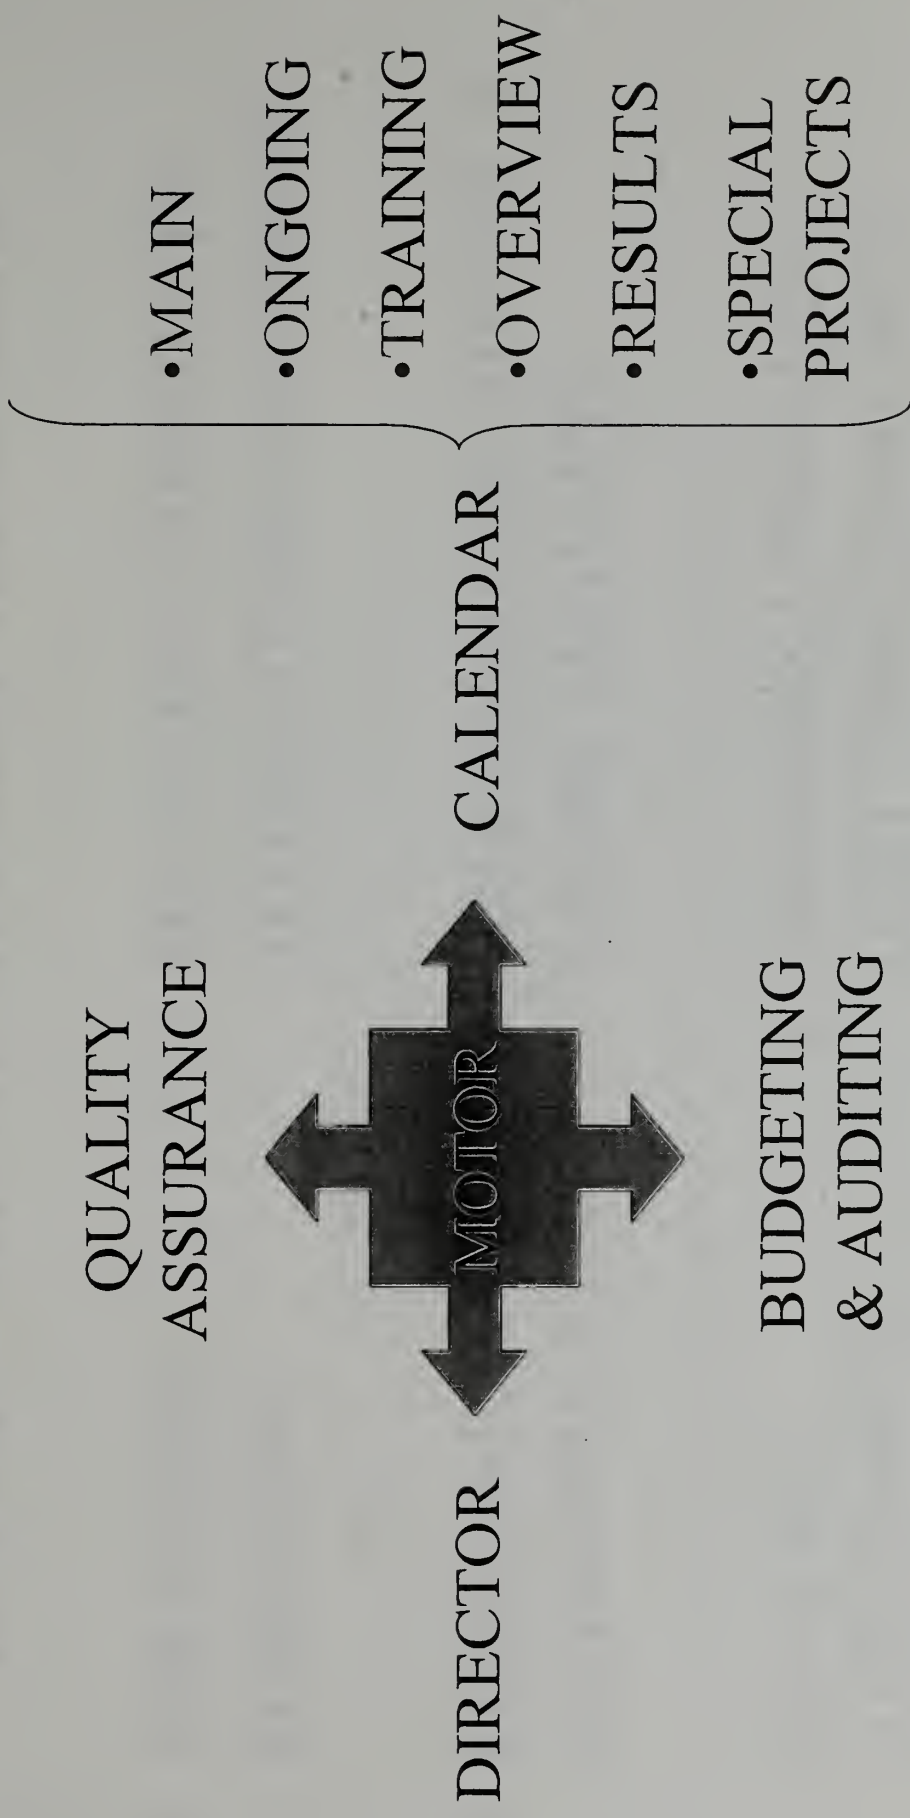 QUALITY
ASSURANCE
DIRECTOR
MOTOR
CALENDAR
•MAIN
•ONGOING
•TRAINING
•OVERVIEW
•RESULTS
•SPECIAL
PROJECTS
BUDGETING
& AUDITING